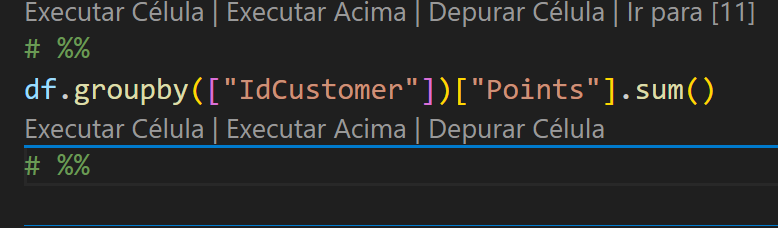 Executar Célula | Executar Acima | Depurar Célula | Ir para [11]
# %%
df.groupby(["IdCustomer"])["Points"].sum()
Executar Célula | Executar Acima | Depurar Célula
# %%